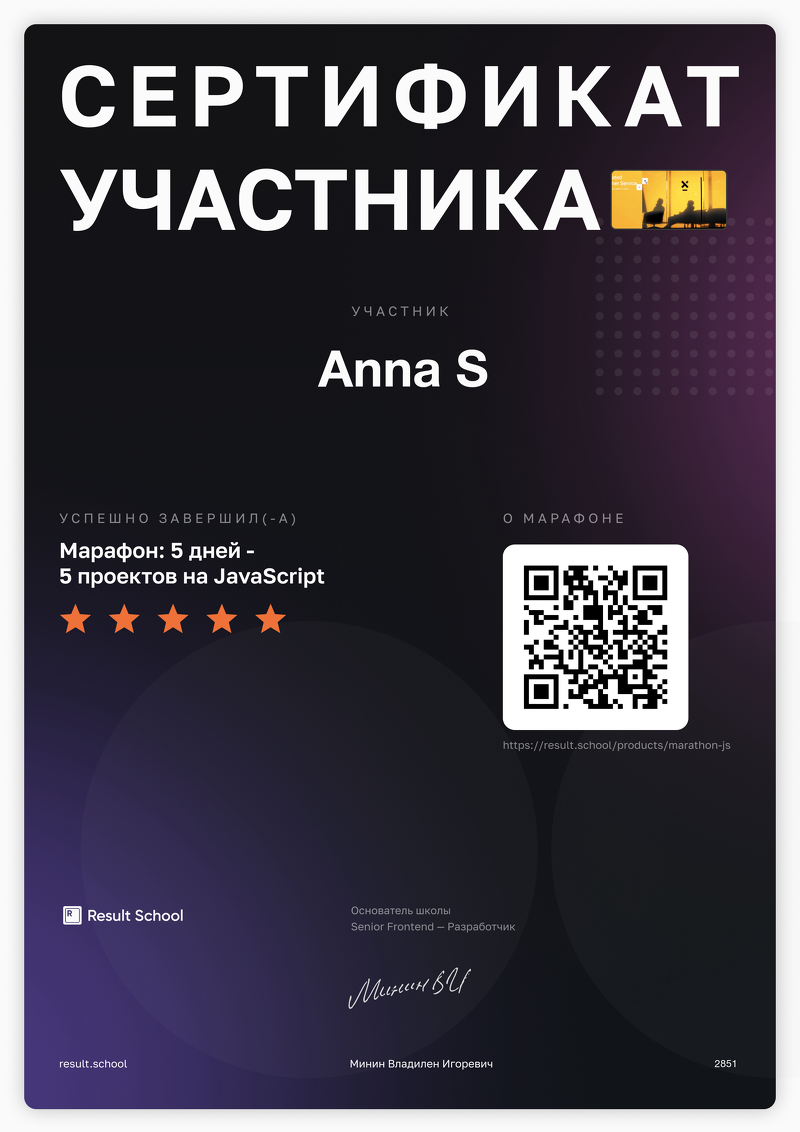 СЕРТИФИКАТ
УЧАСТНИКА
УЧАСТНИК
Anna S
УСПЕШНО ЗАВЕРШИЛ(-А)
Марафон: 5 дней -
5 проектов на JavaScript
О МАРАФОНЕ
https://result.school/products/marathon-js
R Result School
Основатель школы
Senior Frontend — Разработчик
Минин ВИ
result.school
Минин Владилен Игоревич
2851